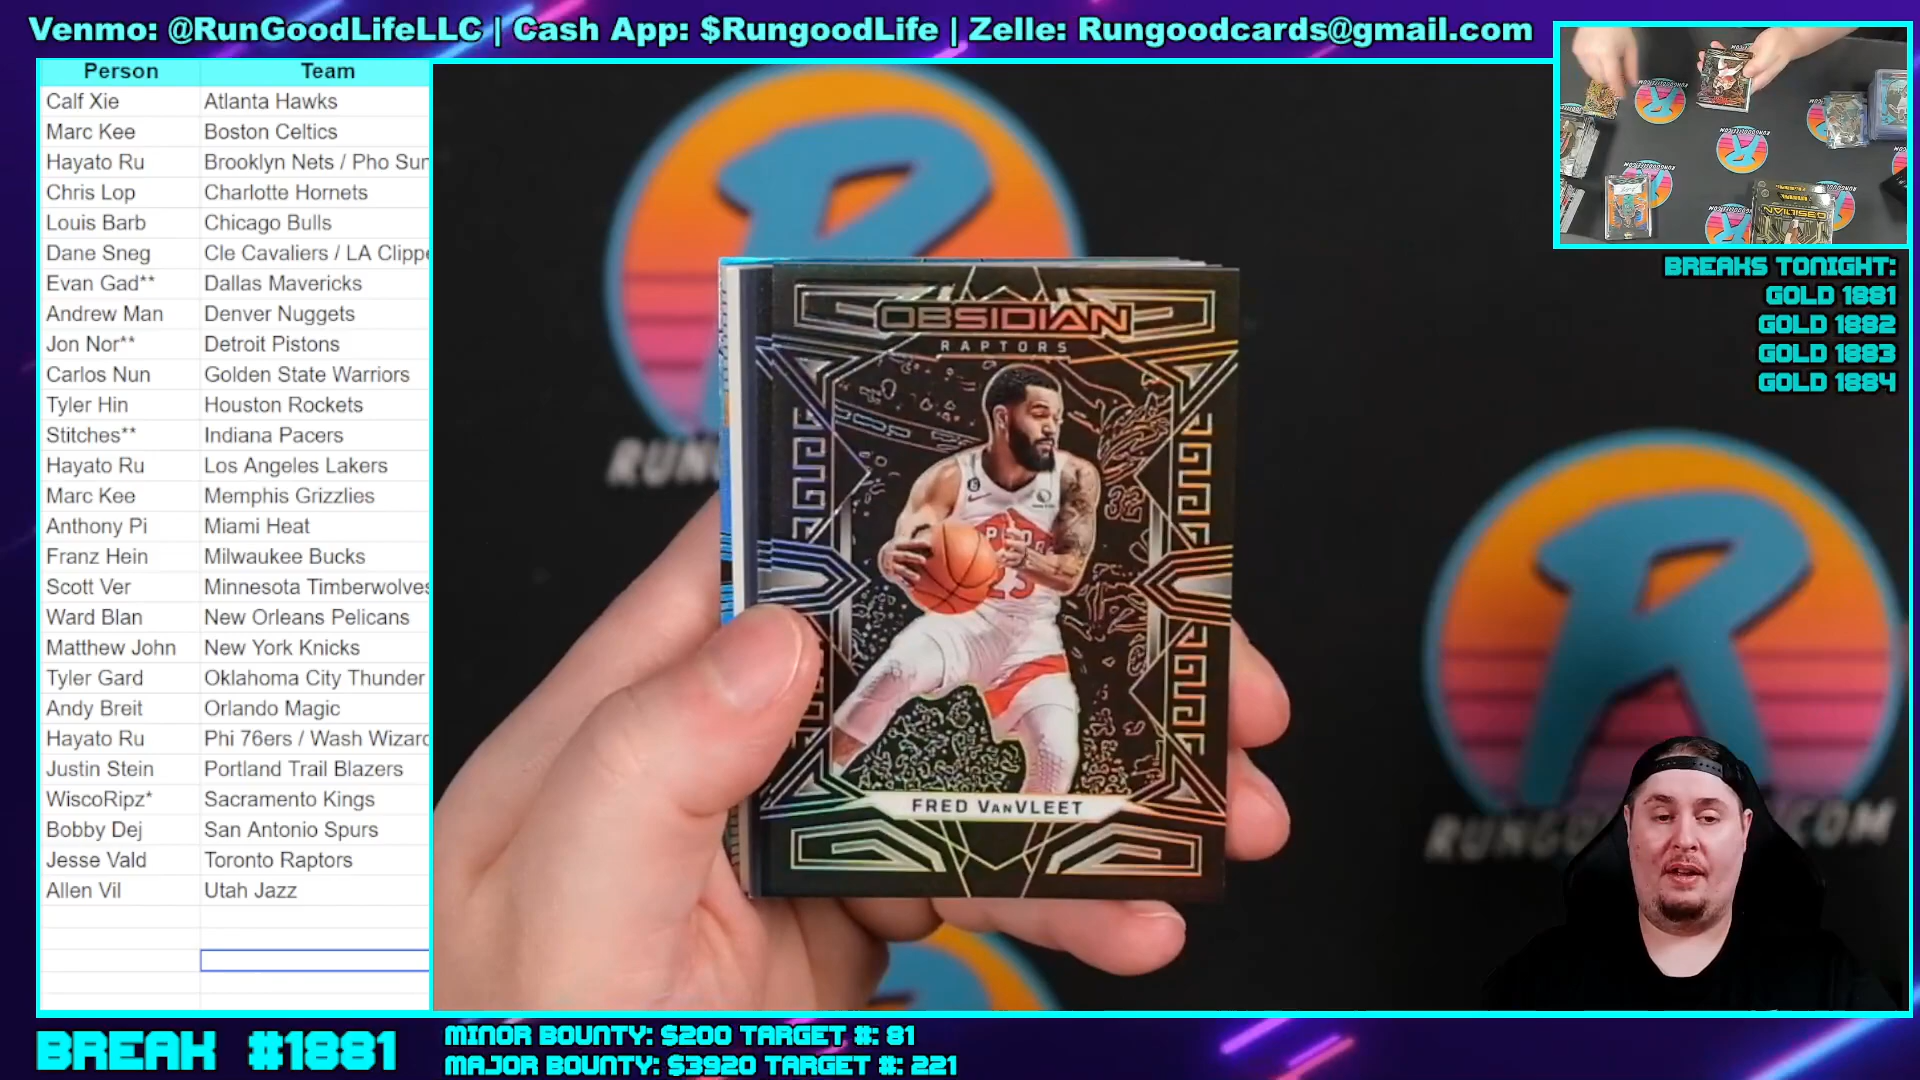 Venmo: @RunGoodLifeLLC | Cash App: $RungoodLife | Zelle: Rungoodcards@gmail.com
Person Team
Calf Xie Atlanta Hawks
Marc Kee Boston Celtics
Hayato Ru Brooklyn Nets / Pho Sun
Chris Lop Charlotte Hornets
Louis Barb Chicago Bulls
Dane Sneg Cle Cavaliers / LA Clippe
Evan Gad** Dallas Mavericks
Andrew Man Denver Nuggets
Jon Nor** Detroit Pistons
Carlos Nun Golden State Warriors
Tyler Hin Houston Rockets
Stitches** Indiana Pacers
Hayato Ru Los Angeles Lakers
Marc Kee Memphis Grizzlies
Anthony Pi Miami Heat
Franz Hein Milwaukee Bucks
Scott Ver Minnesota Timberwolves
Ward Blan New Orleans Pelicans
Matthew John New York Knicks
Tyler Gard Oklahoma City Thunder
Andy Breit Orlando Magic
Hayato Ru Phi 76ers / Wash Wizard
Justin Stein Portland Trail Blazers
WiscoRipz* Sacramento Kings
Bobby Dej San Antonio Spurs
Jesse Vald Toronto Raptors
Allen Vil Utah Jazz
OBSIDIAN
RAPTORS
32
23
FRED VANVLEET
BREAKS TONIGHT:
GOLD 1881
GOLD 1882
GOLD 1883
GOLD 1884
BREAK #1881
MINOR BOUNTY: $200 TARGET #: 81
MAJOR BOUNTY: $3920 TARGET #: 221